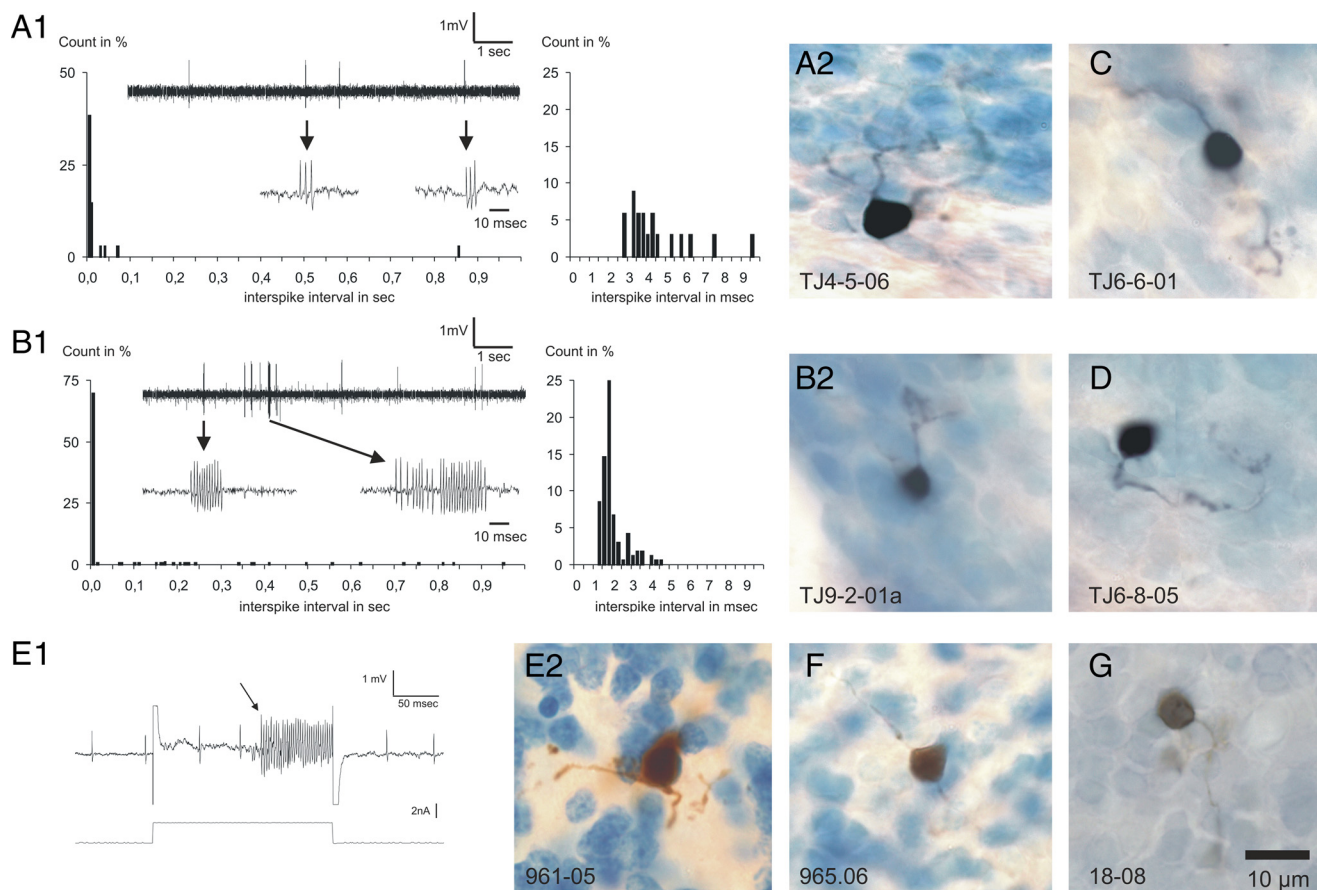 A1
1mV
1 sec
Count in %
50
25
0
10 msec
0,0 0,1 0,2 0,3 0,4 0,5 0,6 0,7 0,8 0,9
interspike interval in sec
Count in %
25
20
15
10
5
0
0 1 2 3 4 5 6 7 8 9
interspike interval in msec
A2
TJ4-5-06
C
TJ6-6-01
B1
1mV
1 sec
Count in %
75
50
25
0
10 msec
0,0 0,1 0,2 0,3 0,4 0,5 0,6 0,7 0,8 0,9
interspike interval in sec
Count in %
25
20
15
10
5
0
0 1 2 3 4 5 6 7 8 9
interspike interval in msec
B2
TJ9-2-01a
D
TJ6-8-05
E1
1 mV
50 msec
2nA
E2
961-05
F
965.06
G
18-08
10 µm